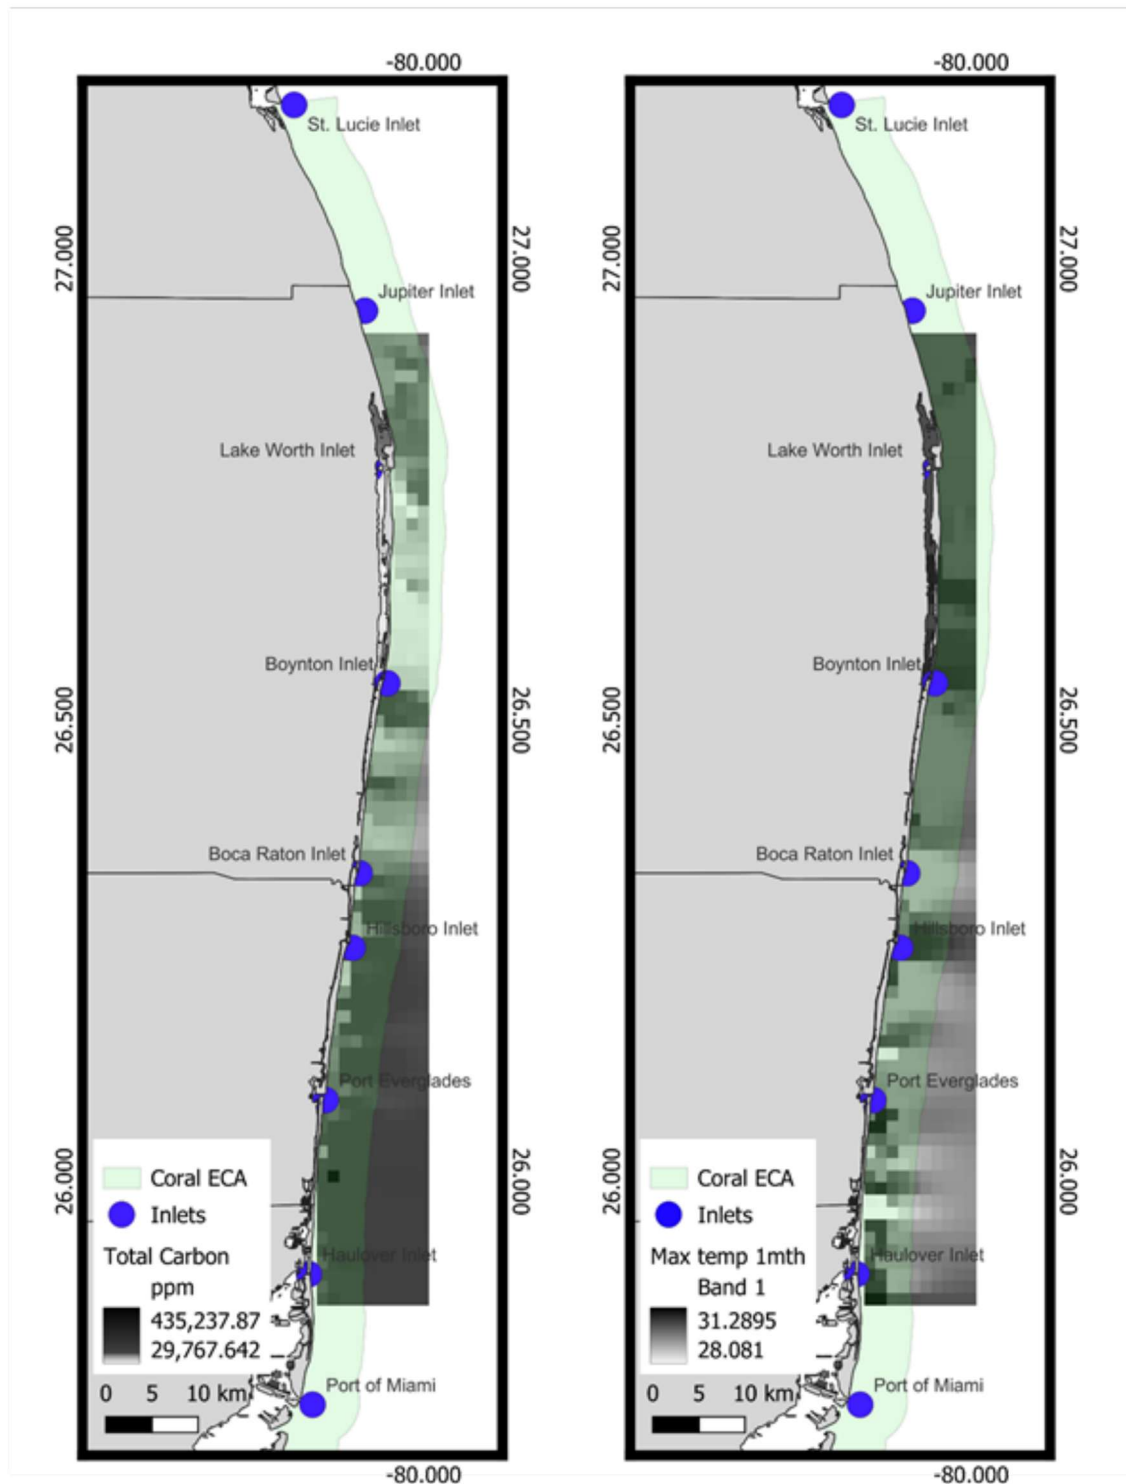 -80.000
St. Lucie Inlet
27.000
27.000
Jupiter Inlet
Lake Worth Inlet
Boynton Inlet
26.500
26.500
Boca Raton Inlet
Hillsboro Inlet
Port Everglades
26.000
26.000
Coral ECA
Inlets
Total Carbon
ppm
435,237.87
29,767.642
Haulover Inlet
0 5 10 km
Port of Miami
-80.000
-80.000
St. Lucie Inlet
27.000
27.000
Jupiter Inlet
Lake Worth Inlet
Boynton Inlet
26.500
26.500
Boca Raton Inlet
Hillsboro Inlet
Port Everglades
26.000
26.000
Coral ECA
Inlets
Max temp 1mth
Band 1
31.2895
28.081
Haulover Inlet
0 5 10 km
Port of Miami
-80.000